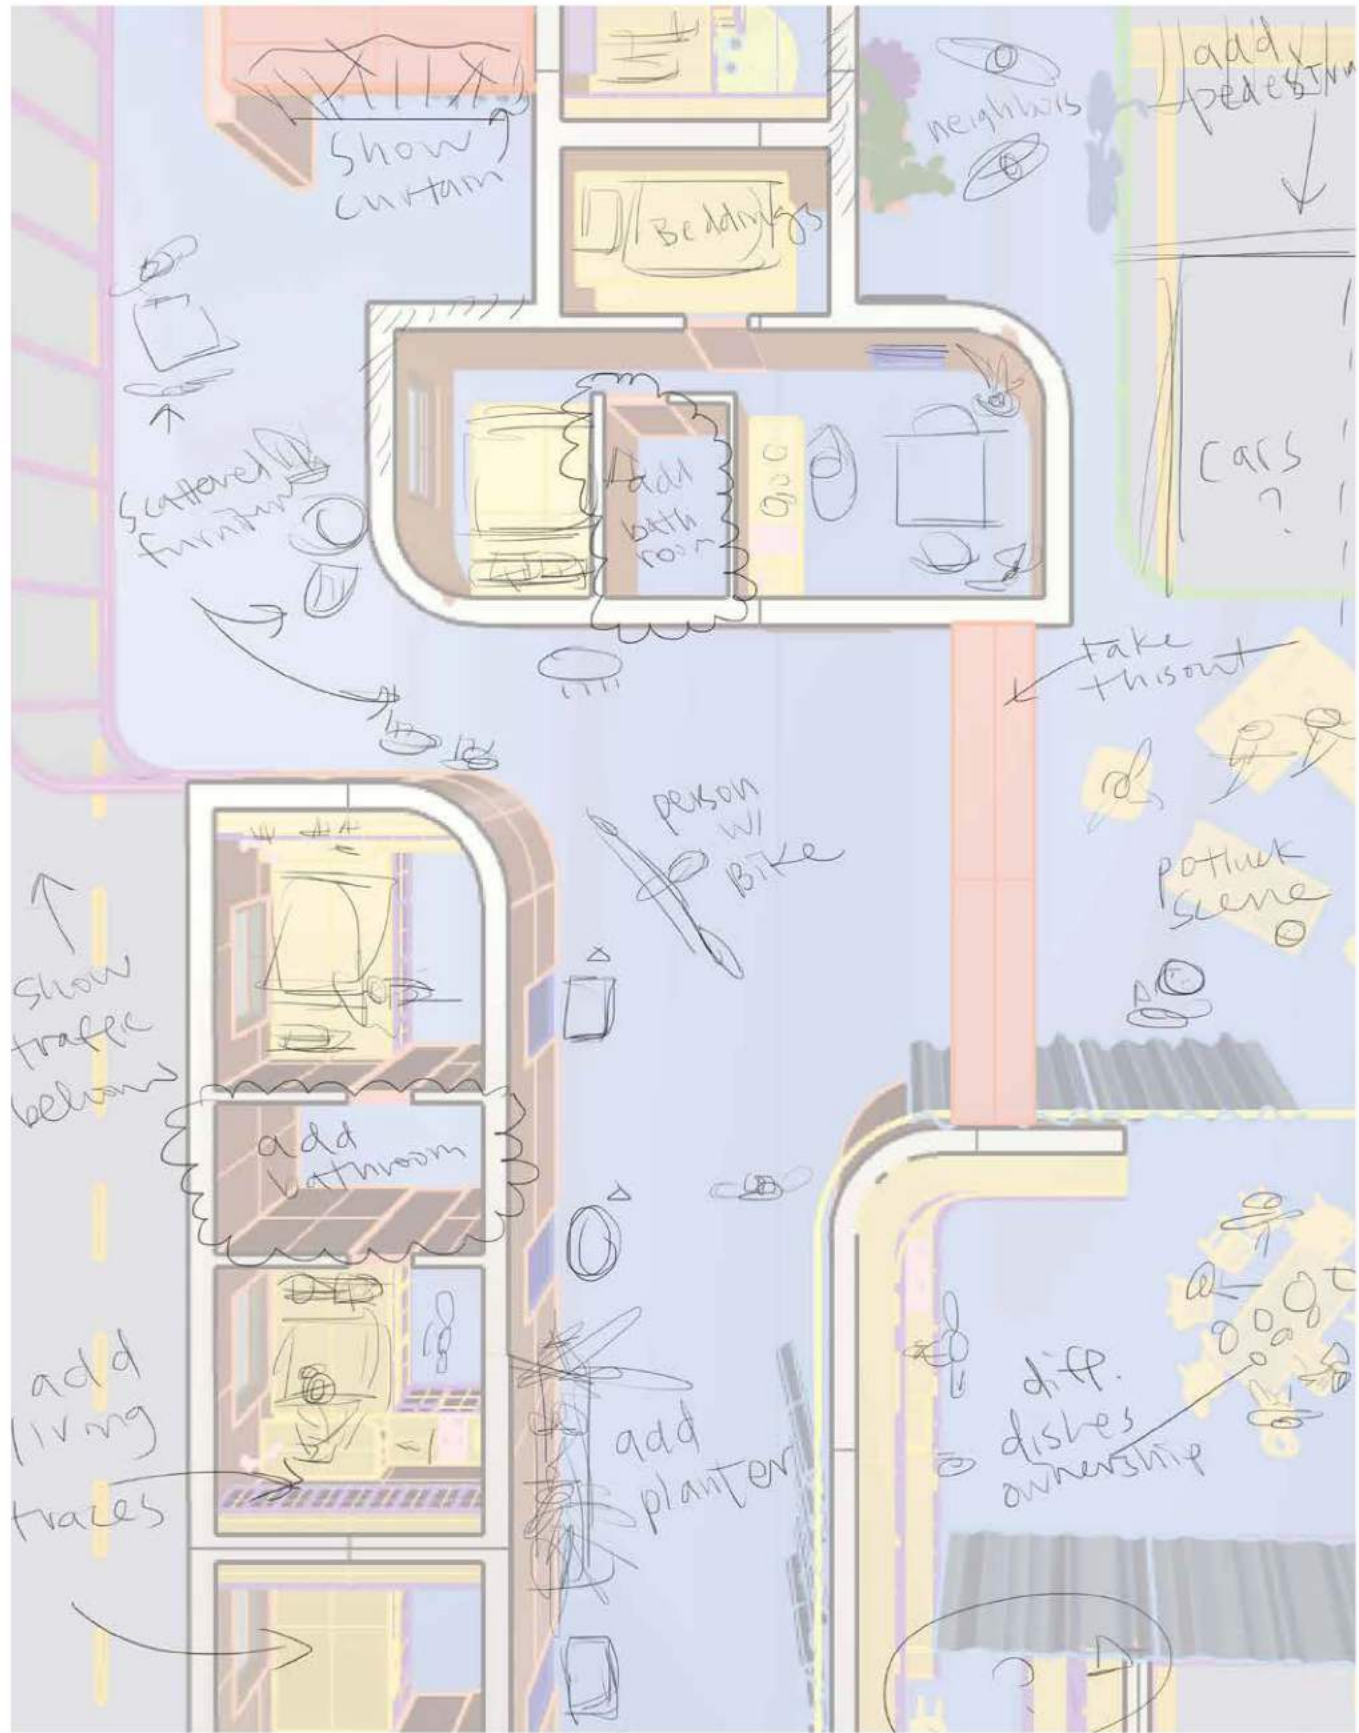 add
pedestrian
show
curtain
neighbors
Beddings
Scattered
furniture
Add
bath
room
Cars
?
take
this out
person
w/
Bike
potluck
scene
show
traffic
below
add
bathroom
add
living
traces
add
planter
diff.
dishes
ownership
?